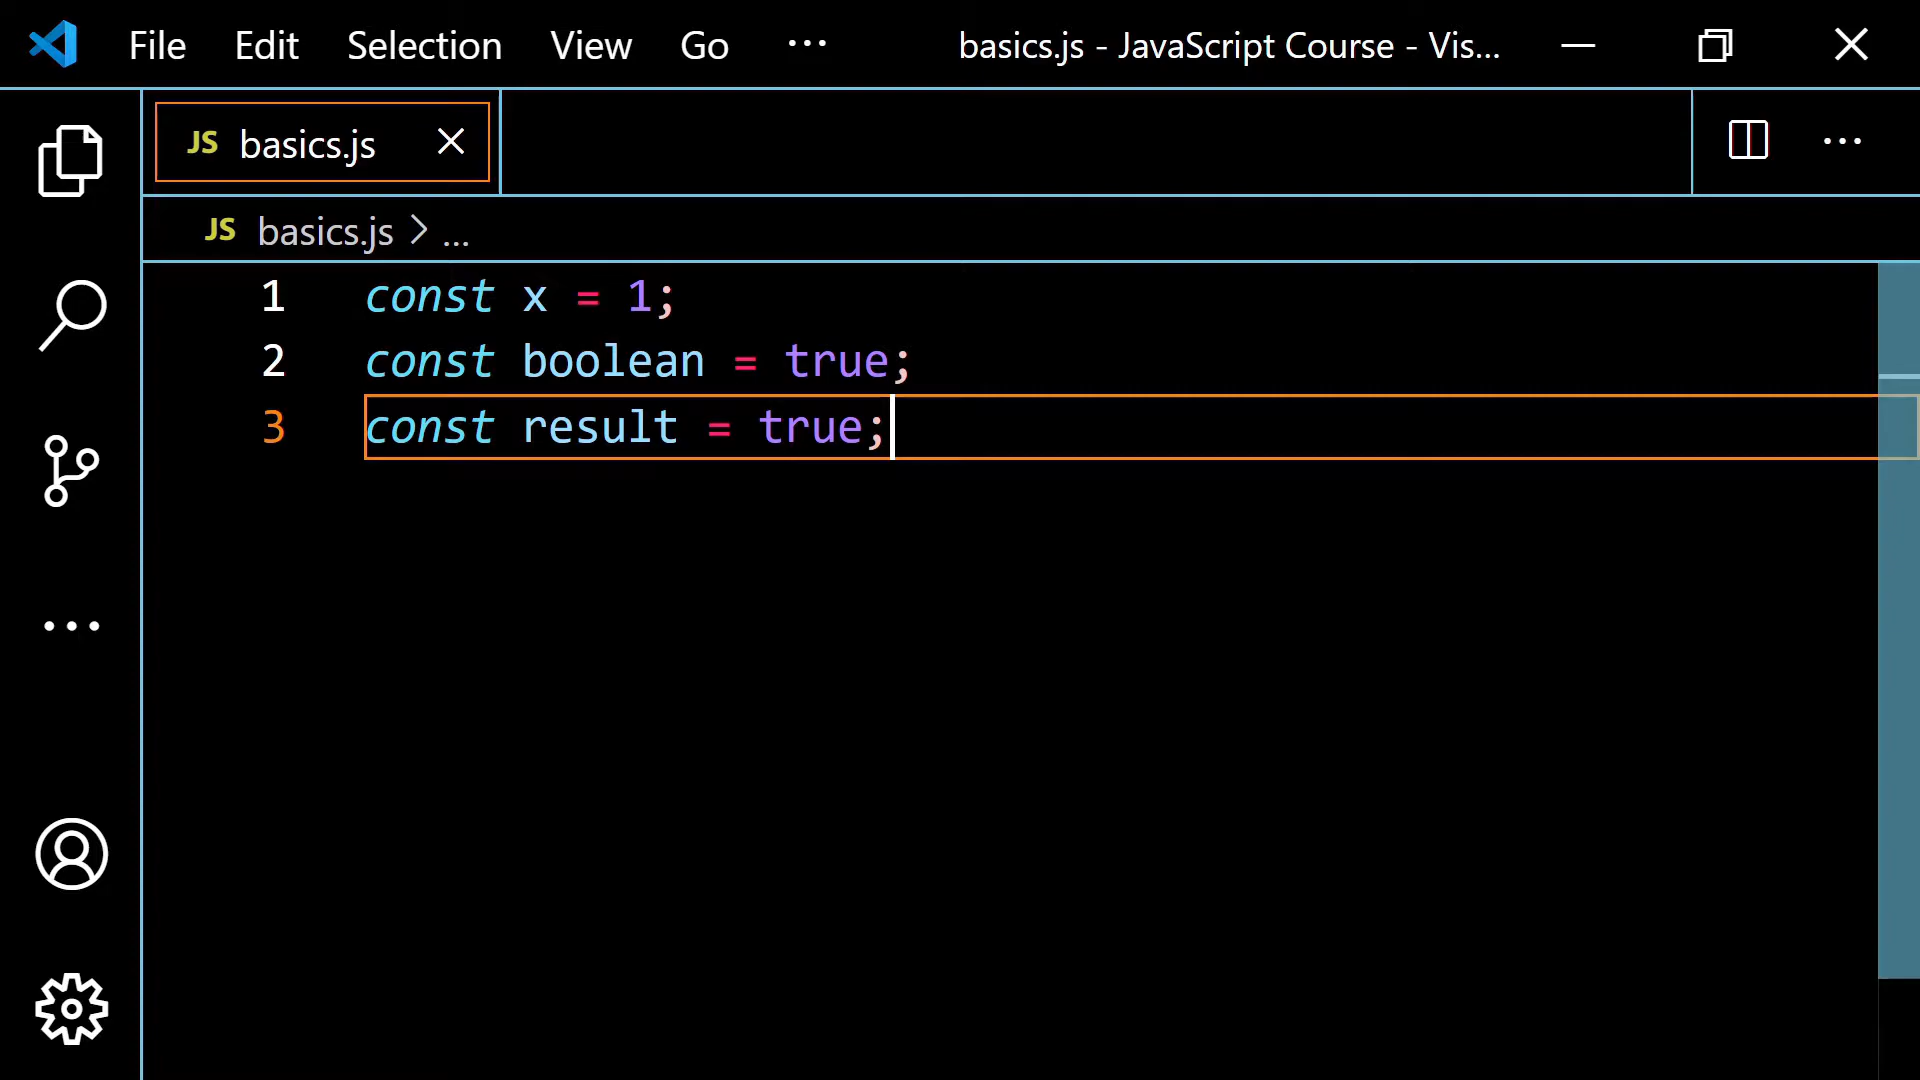 File Edit Selection View Go ... basics.js - JavaScript Course - Vis...
JS basics.js
JS basics.js > ...
1 const x = 1;
2 const boolean = true;
3 const result = true;